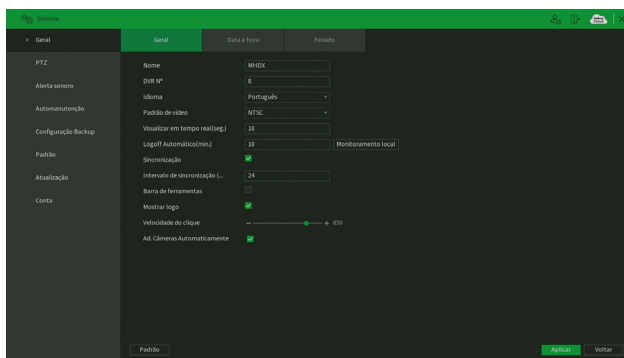 Sistema
Geral
PTZ
Alerta sonoro
Automanutenção
Configuração Backup
Padrão
Atualização
Conta
Geral Data e hora Feriado
Nome MHDX
DVR Nº 8
Idioma Português
Padrão de vídeo NTSC
Visualizar em tempo real(seg.) 10
Logoff Automático(min.) 10 Monitoramento local
Sincronização
Intervalo de sincronização (... 24
Barra de ferramentas
Mostrar logo
Velocidade do clique 850
Ad. Câmeras Automaticamente
Padrão Aplicar Voltar